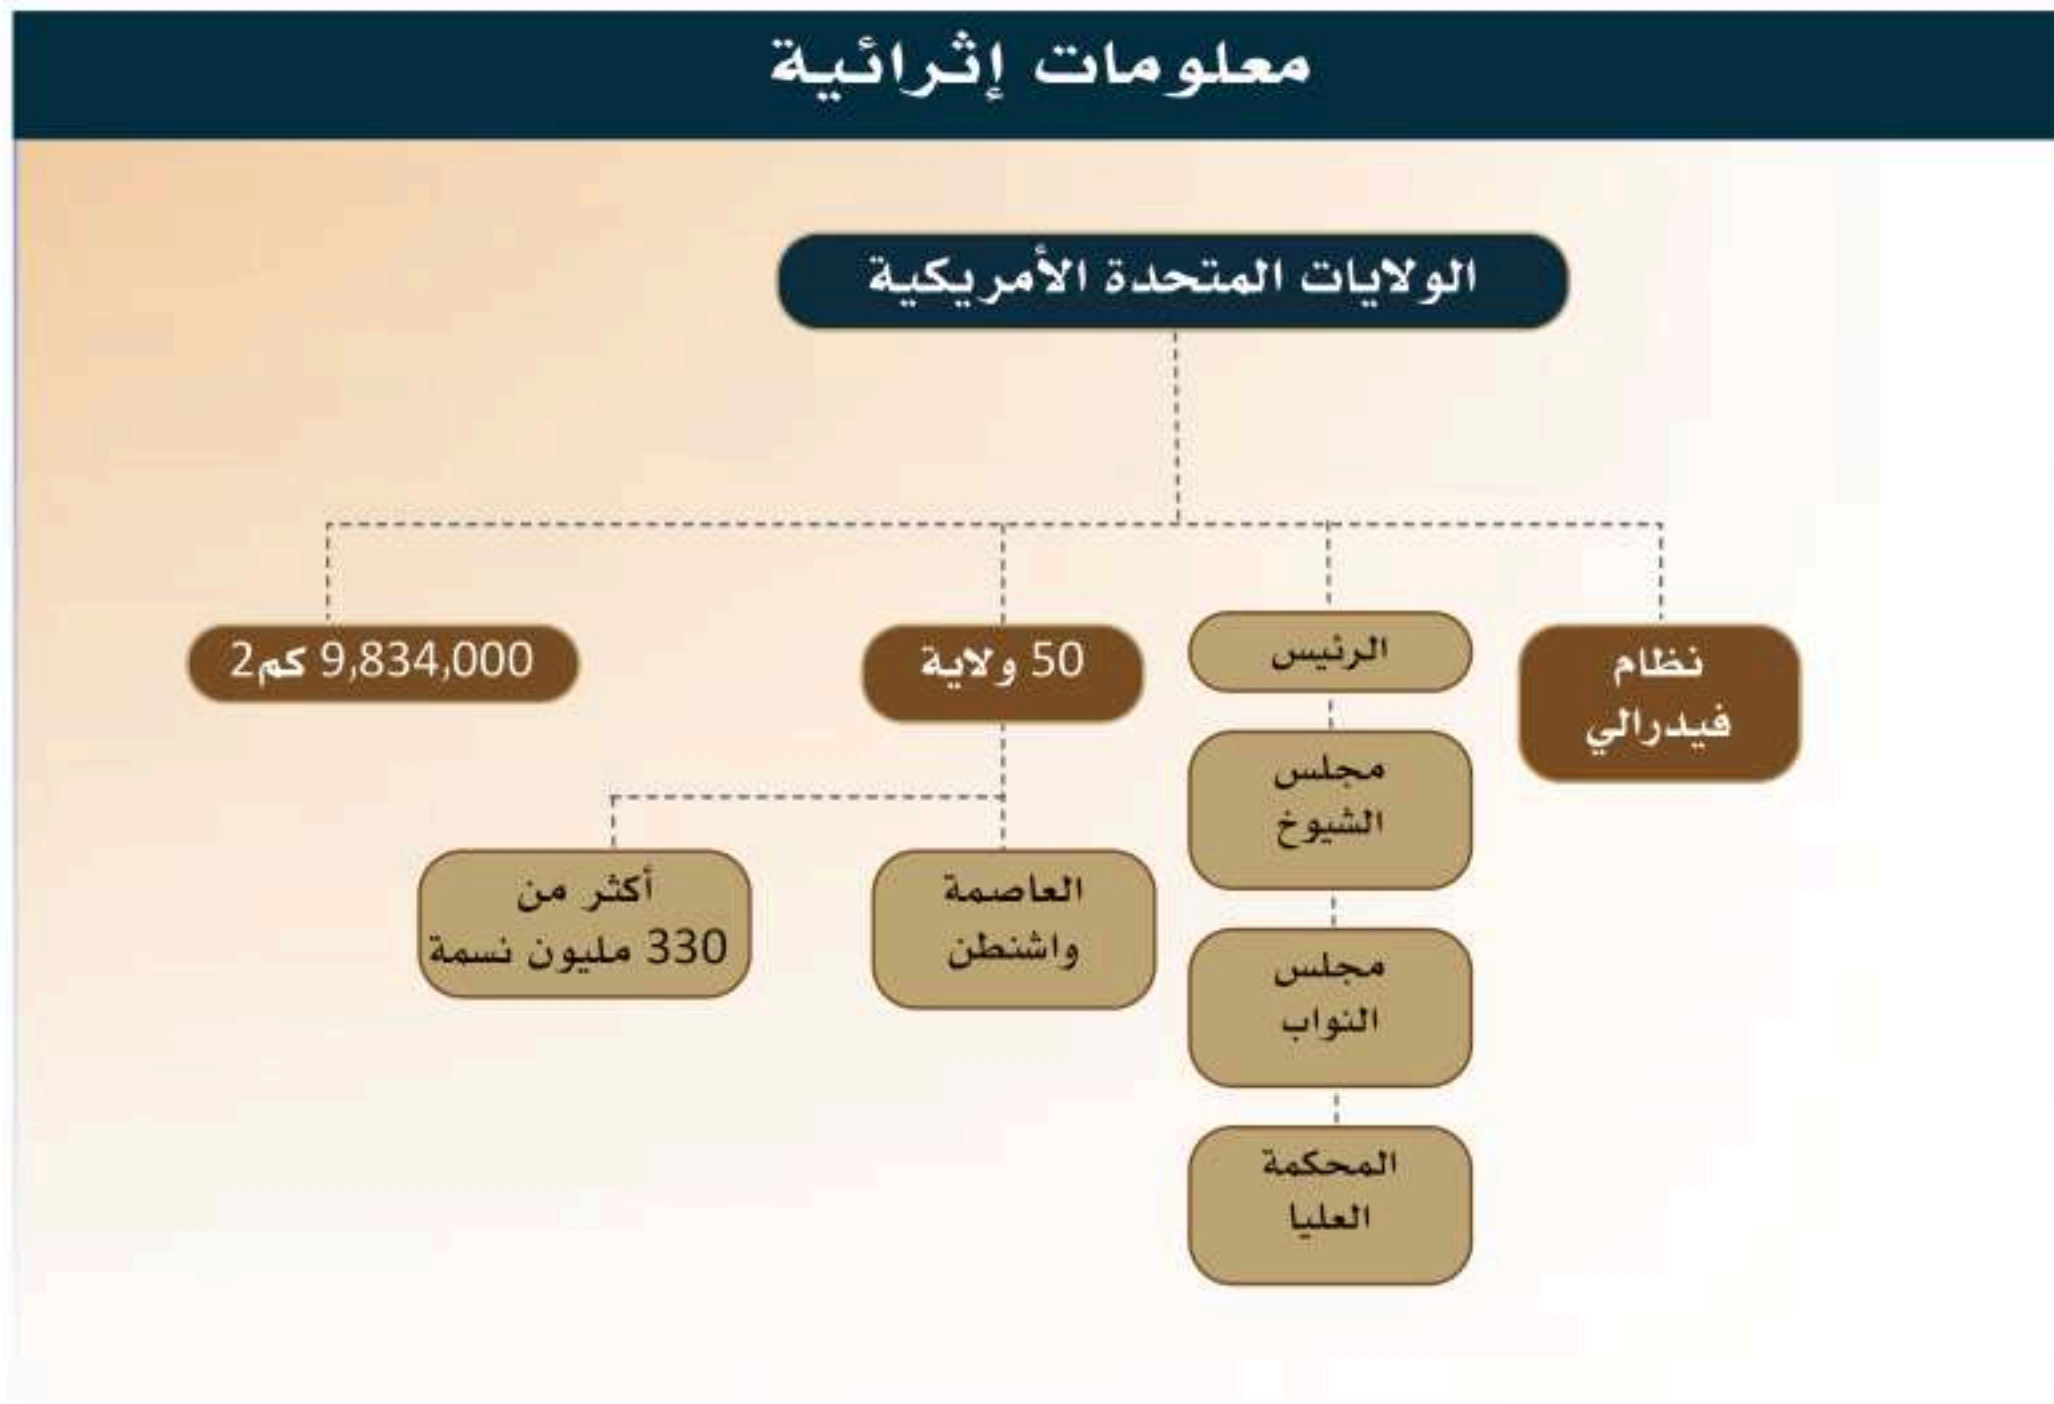 معلومات إثرائية
الولايات المتحدة الأمريكية
نظام
فيدرالي
الرئيس
مجلس
الشيوخ
مجلس
النواب
المحكمة
العليا
50 ولاية
العاصمة
واشنطن
أكثر من
330 مليون نسمة
9,834,000 كم2